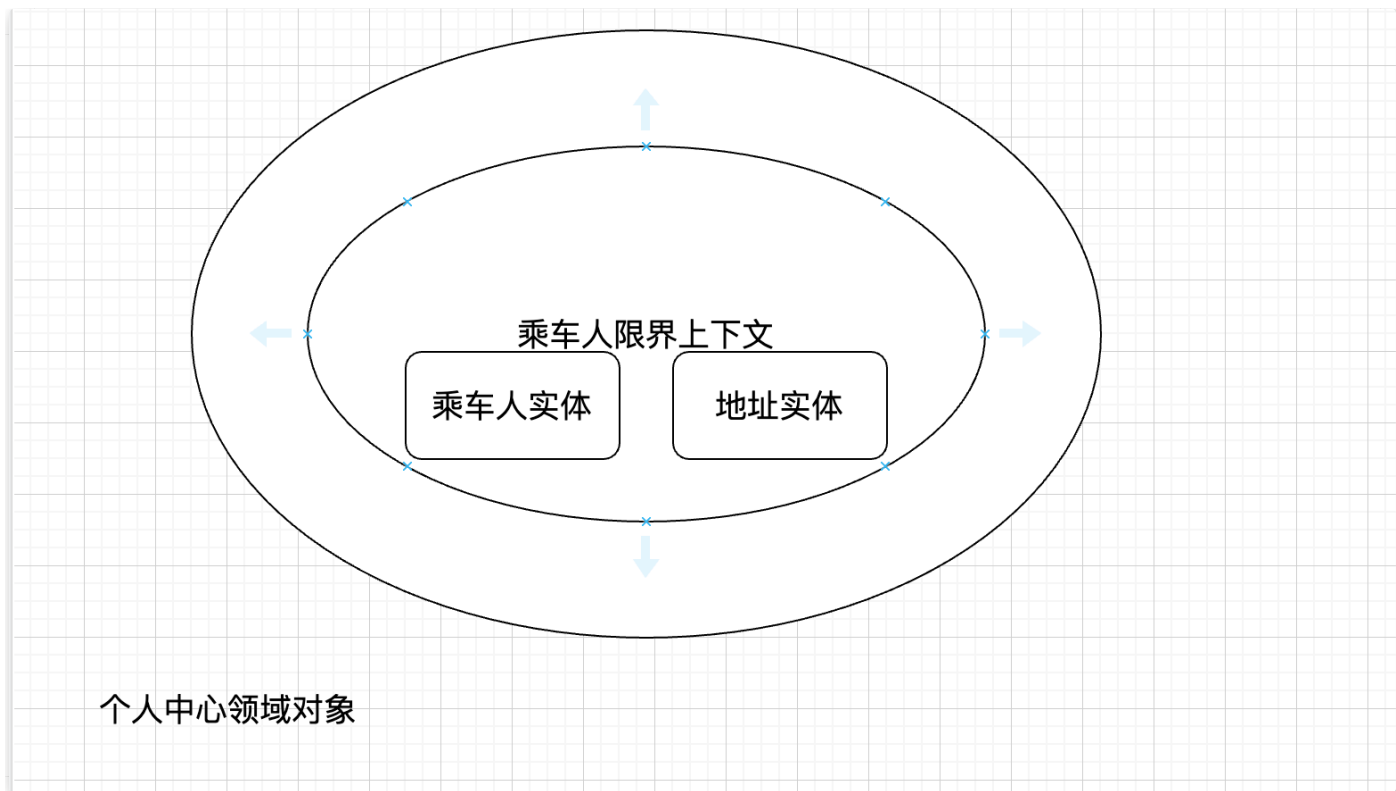 乘车人限界上下文
乘车人实体
地址实体
个人中心领域对象